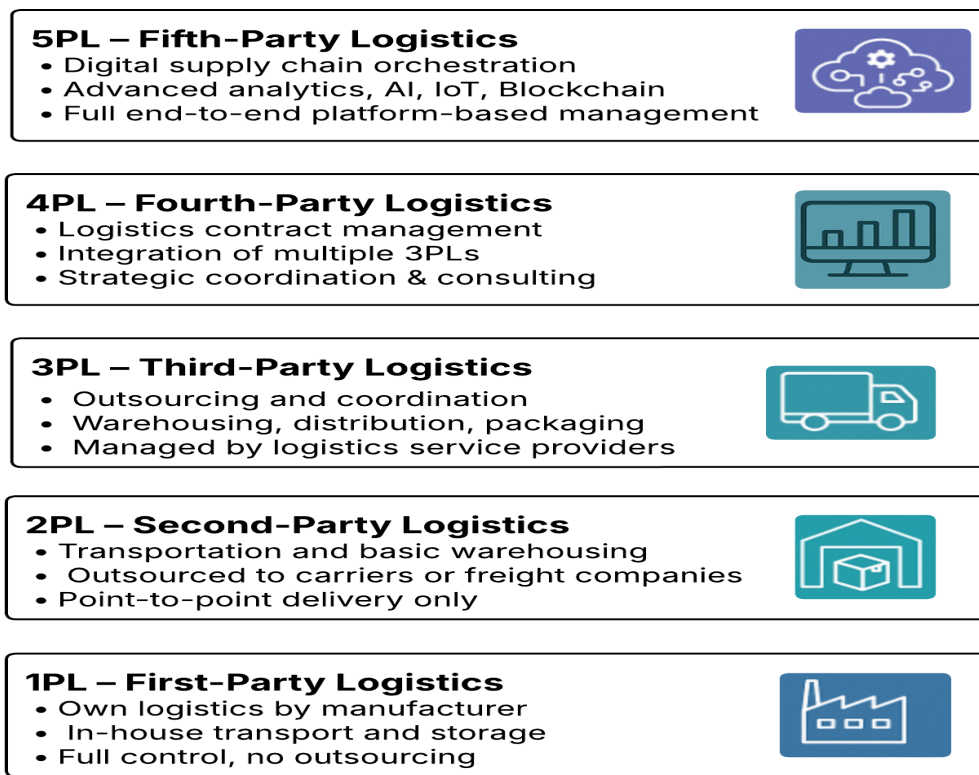 5PL – Fifth-Party Logistics
• Digital supply chain orchestration
• Advanced analytics, AI, IoT, Blockchain
• Full end-to-end platform-based management
4PL – Fourth-Party Logistics
• Logistics contract management
• Integration of multiple 3PLs
• Strategic coordination & consulting
3PL – Third-Party Logistics
• Outsourcing and coordination
• Warehousing, distribution, packaging
• Managed by logistics service providers
2PL – Second-Party Logistics
• Transportation and basic warehousing
• Outsourced to carriers or freight companies
• Point-to-point delivery only
1PL – First-Party Logistics
• Own logistics by manufacturer
• In-house transport and storage
• Full control, no outsourcing